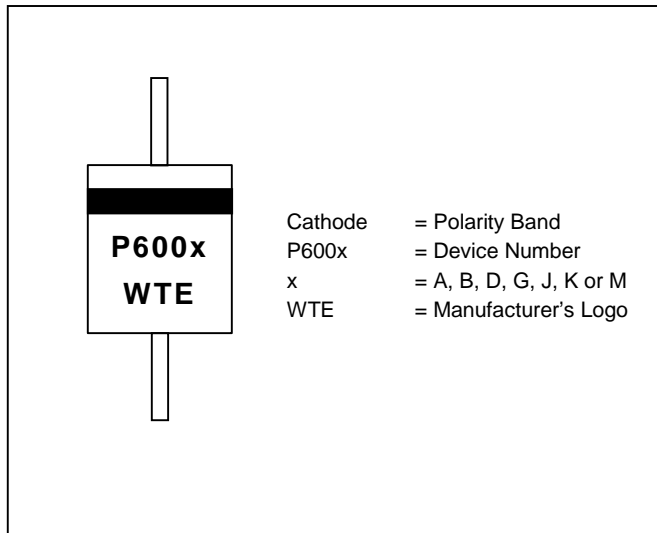 P600x
WTE
Cathode = Polarity Band
P600x = Device Number
x = A, B, D, G, J, K or M
WTE = Manufacturer's Logo